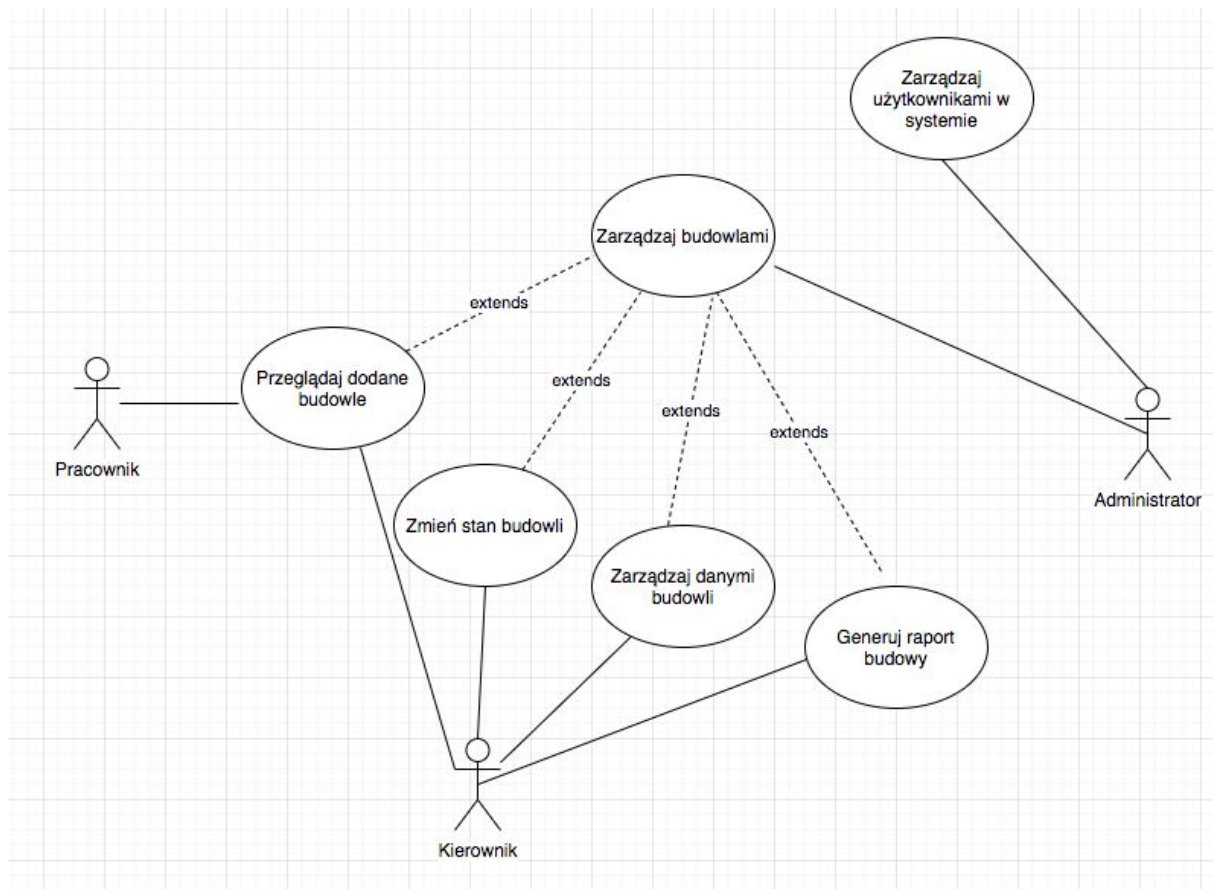 Zarządzaj
użytkownikami w
systemie
Zarządzaj budowlami
extends
Przeglądaj dodane
budowle
extends
extends
extends
Pracownik
Administrator
Zmień stan budowli
Zarządzaj danymi
budowli
Generuj raport
budowy
Kierownik